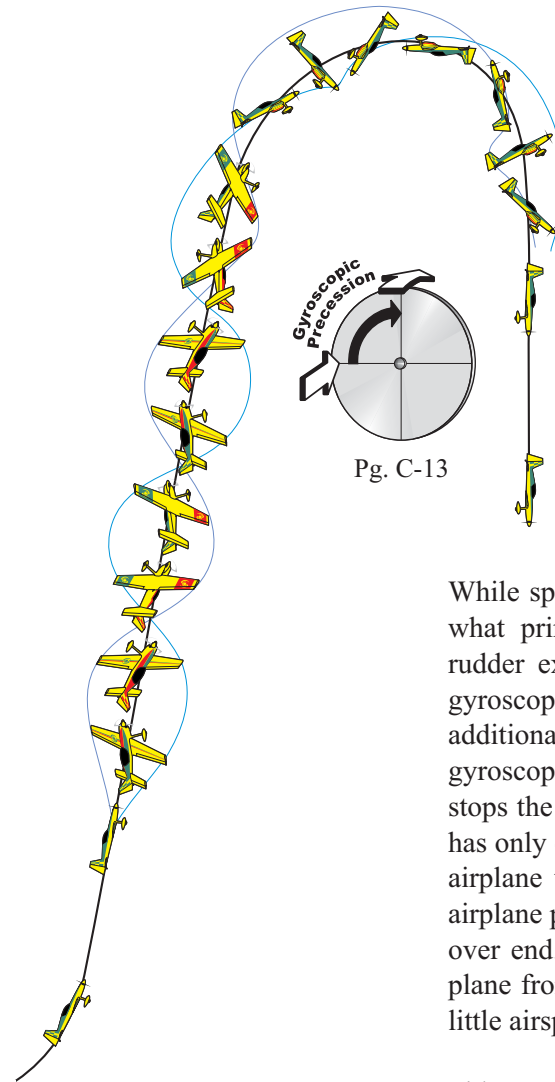 Gyroscopic
Precession
Pg. C-13
While sp
what pri
rudder ex
gyroscop
additiona
gyroscop
stops the
has only
airplane
airplane p
over end
plane fro
little airsp